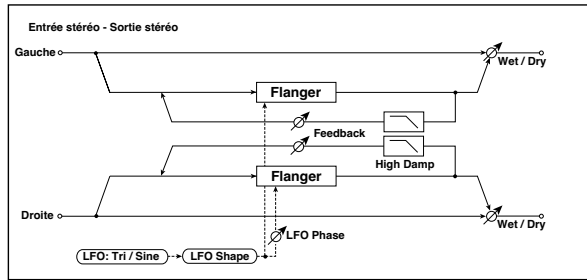 Entrée stéréo - Sortie stéréo
Gauche
Wet / Dry
Flanger
Feedback
High Damp
Flanger
Droite
Wet / Dry
LFO Phase
LFO: Tri / Sine
LFO Shape